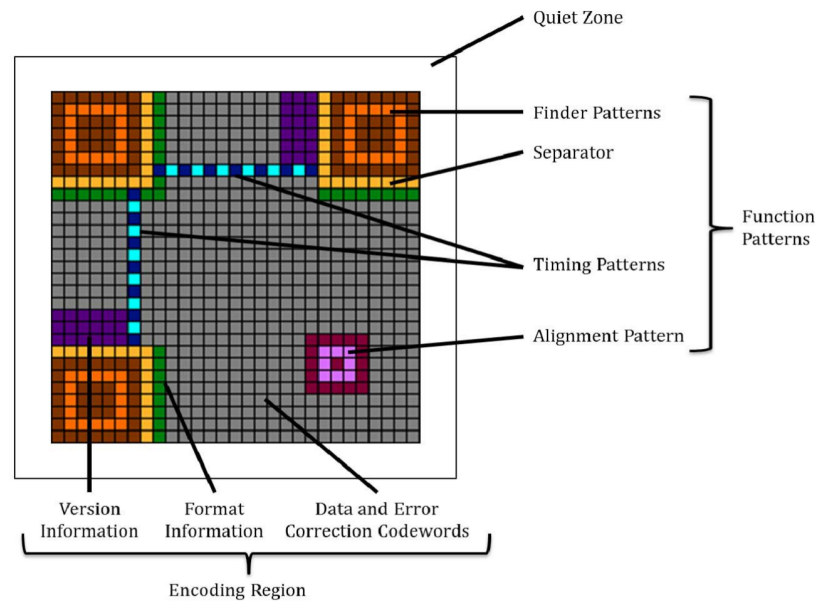 Quiet Zone
Finder Patterns
Separator
Function
Patterns
Timing Patterns
Alignment Pattern
Version
Information
Format
Information
Data and Error
Correction Codewords
Encoding Region